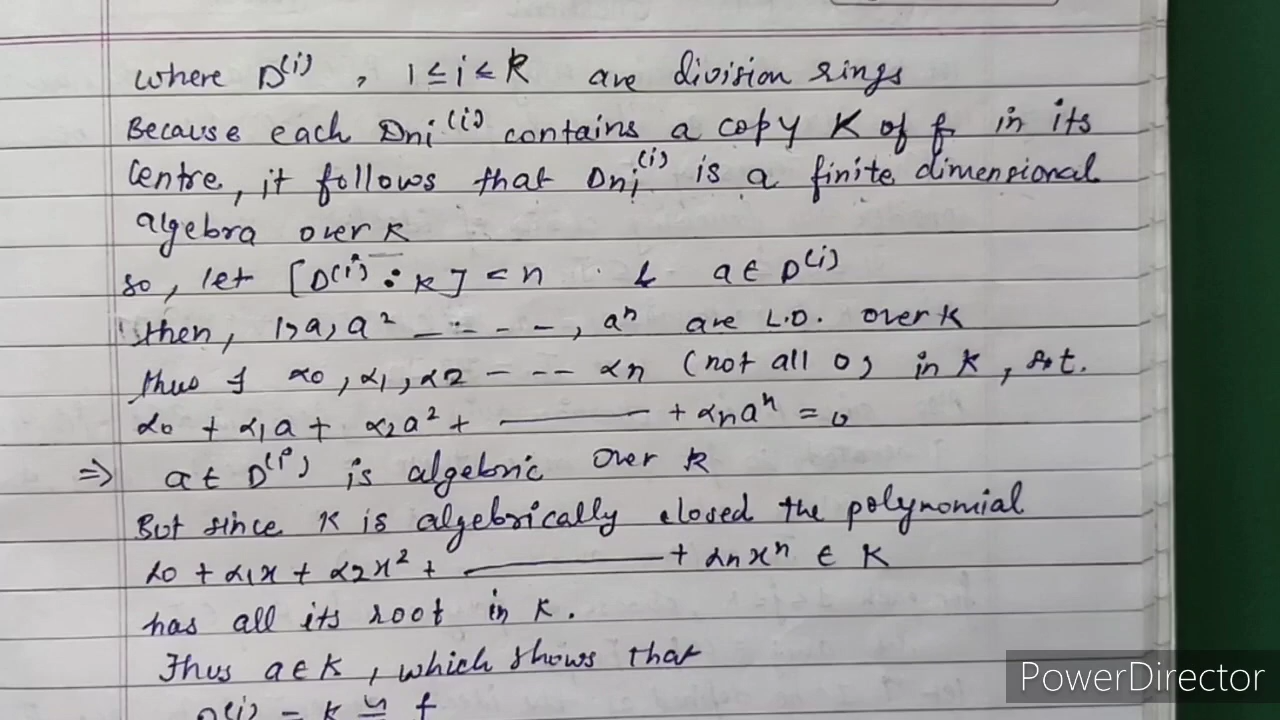 where D^(i) , 1 ≤ i ≤ k are division rings
Because each Dni^(i) contains a copy K of f in its
Centre, it follows that Dni^(i) is a finite dimensional
algebra over K
so, let [D^(i) : K] = n & a ∈ D^(i)
then, 1, a, a² - - - - -, aⁿ are L.D. over K
thus ∃ α0, α1, α2 - - -- αn (not all 0) in K, s.t.
α0 + α1a + α2a² + ——— + αnaⁿ = 0
⇒ a ∈ D^(i) is algebric over k
But since K is algebrically closed the polynomial
α0 + α1x + α2x² + ——— + αnxⁿ ∈ K
has all its root in K.
Thus a ∈ K, which shows that
D^(i) = K ≅ f
PowerDirector